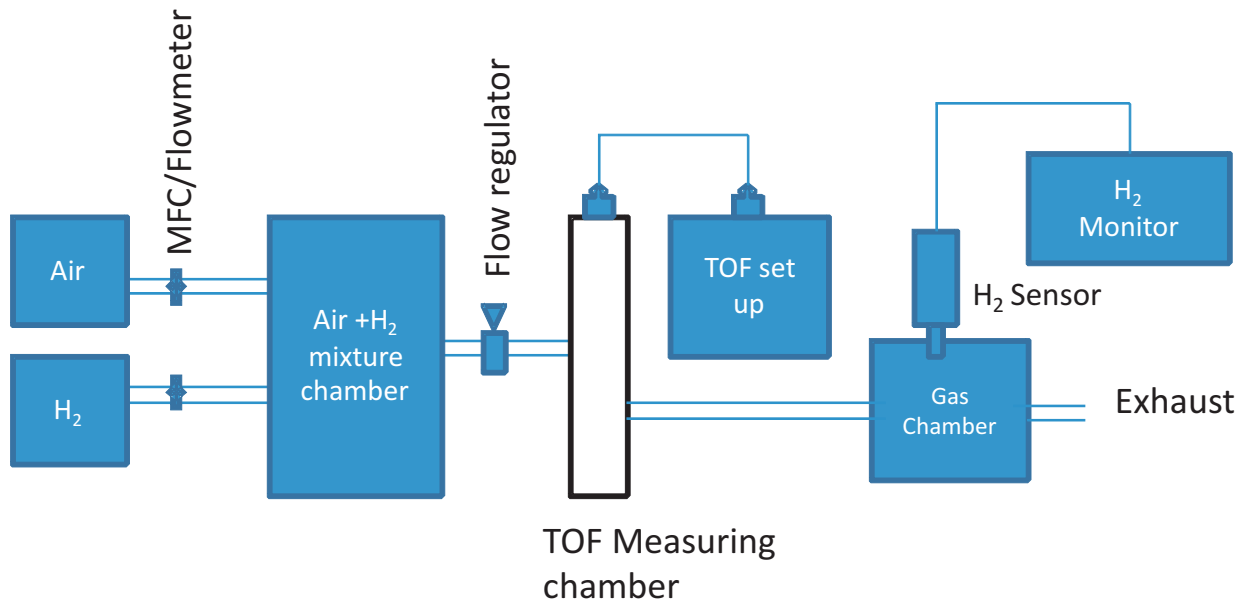 MFC/Flowmeter
Flow regulator
Air
H₂
Air +H₂
mixture
chamber
TOF set
up
H₂
Monitor
H₂ Sensor
Gas
Chamber
Exhaust
TOF Measuring
chamber